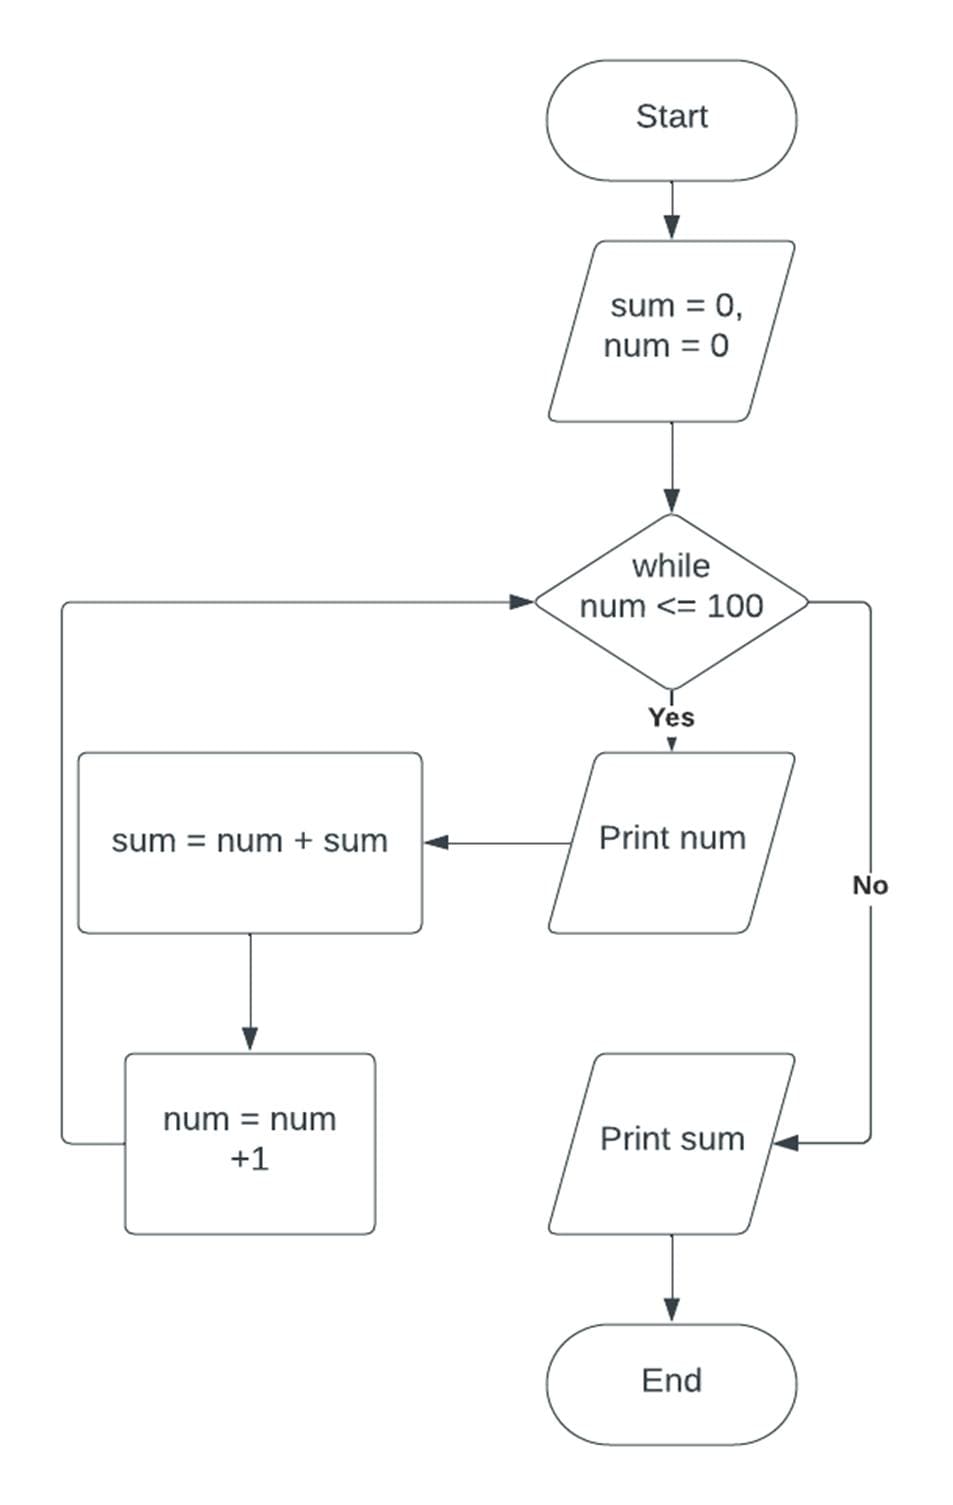 Start
sum = 0,
num = 0
while
num <= 100
Yes
sum = num + sum
Print num
No
num = num
+1
Print sum
End